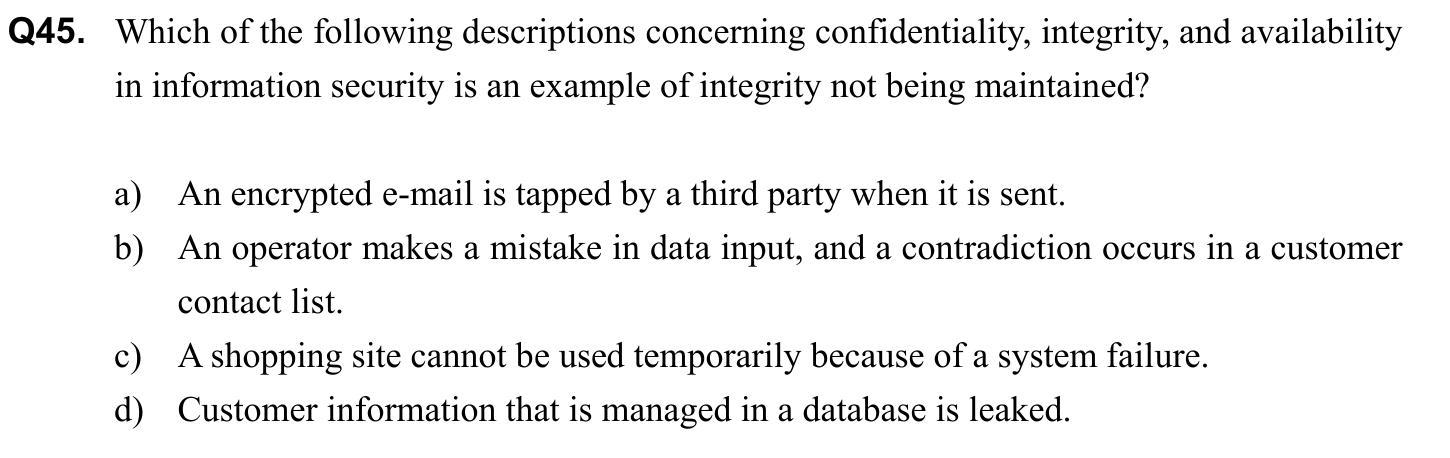 Q45. Which of the following descriptions concerning confidentiality, integrity, and availability
in information security is an example of integrity not being maintained?
a) An encrypted e-mail is tapped by a third party when it is sent.
b) An operator makes a mistake in data input, and a contradiction occurs in a customer
contact list.
c) A shopping site cannot be used temporarily because of a system failure.
d) Customer information that is managed in a database is leaked.